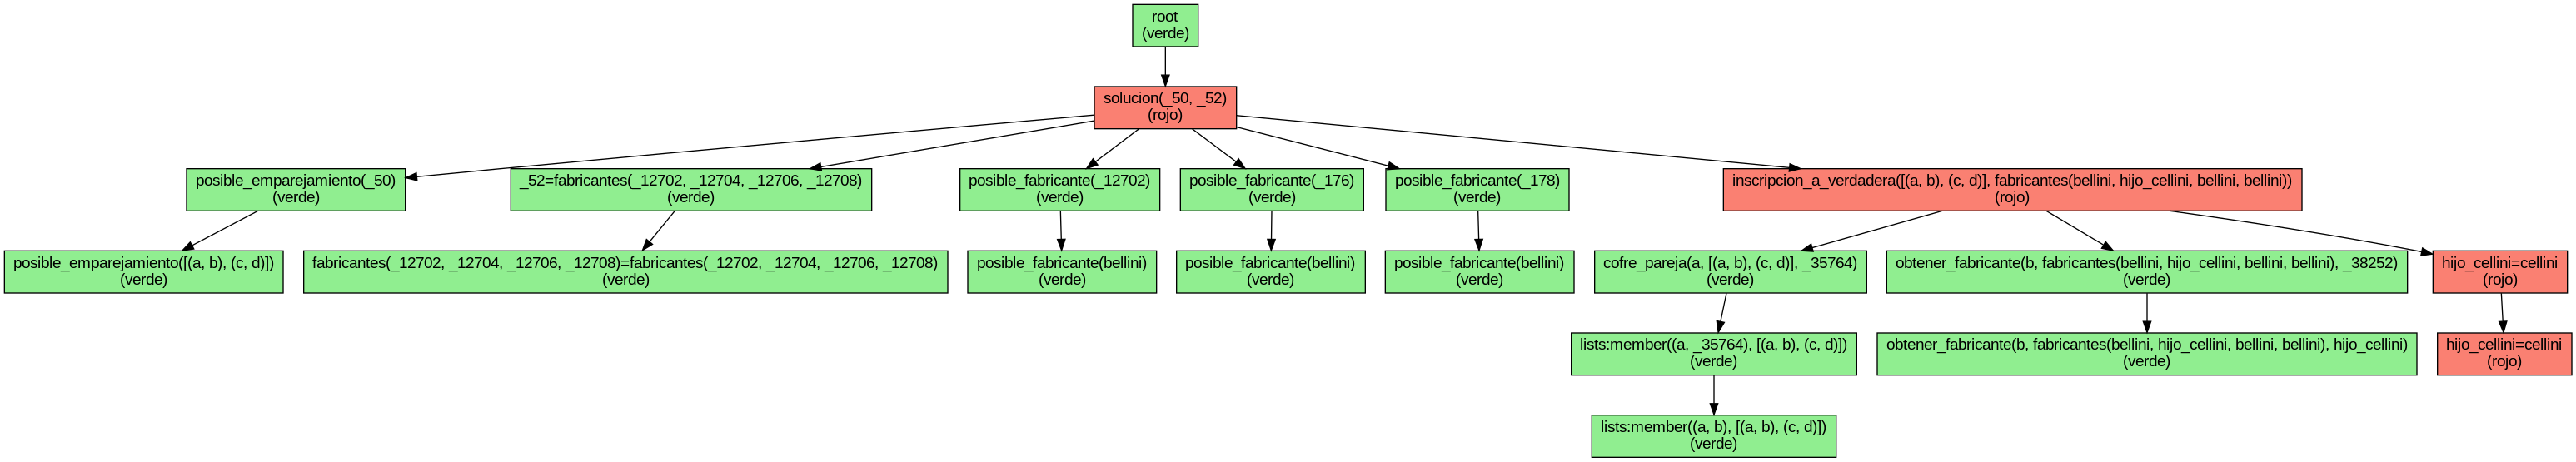 root
(verde)
solucion(_50, _52)
(rojo)
posible_emparejamiento(_50)
(verde)
_52=fabricantes(_12702, _12704, _12706, _12708)
(verde)
posible_fabricante(_12702)
(verde)
posible_fabricante(_176)
(verde)
posible_fabricante(_178)
(verde)
inscripcion_a_verdadera([(a, b), (c, d)], fabricantes(bellini, hijo_cellini, bellini, bellini))
(rojo)
posible_emparejamiento([(a, b), (c, d)])
(verde)
fabricantes(_12702, _12704, _12706, _12708)=fabricantes(_12702, _12704, _12706, _12708)
(verde)
posible_fabricante(bellini)
(verde)
posible_fabricante(bellini)
(verde)
posible_fabricante(bellini)
(verde)
cofre_pareja(a, [(a, b), (c, d)], _35764)
(verde)
obtener_fabricante(b, fabricantes(bellini, hijo_cellini, bellini, bellini), _38252)
(verde)
hijo_cellini=cellini
(rojo)
lists:member((a, _35764), [(a, b), (c, d)])
(verde)
obtener_fabricante(b, fabricantes(bellini, hijo_cellini, bellini, bellini), hijo_cellini)
(verde)
hijo_cellini=cellini
(rojo)
lists:member((a, b), [(a, b), (c, d)])
(verde)